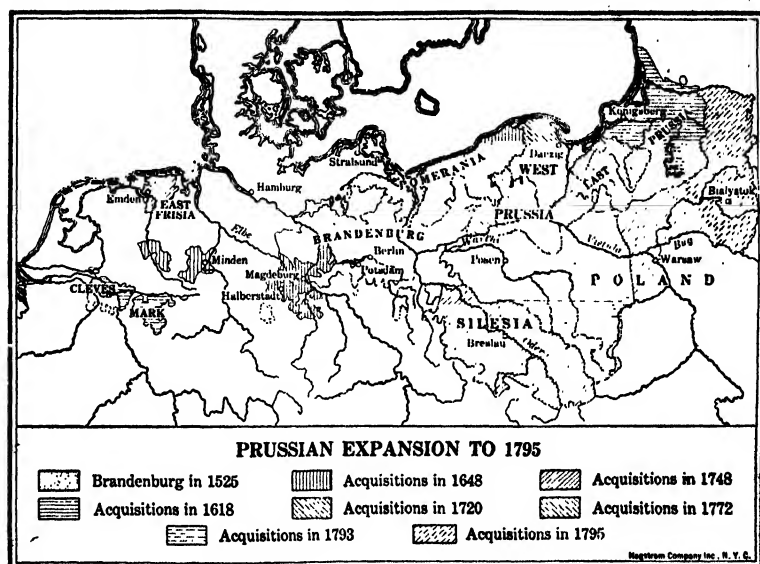 Königsberg
PRUSSIA
EAST
Stralsund
MERANIA
Danzig
WEST
PRUSSIA
Bialystok
Hamburg
Emden
EAST
FRISIA
Elbe
BRANDENBURG
Berlin
Potsdam
Minden
Magdeburg
Halberstadt
CLEVES
MARK
Warthe
Posen
Vistula
Bug
Warsaw
POLAND
SILESIA
Breslau
Oder
PRUSSIAN EXPANSION TO 1795
Brandenburg in 1525
Acquisitions in 1648
Acquisitions in 1748
Acquisitions in 1618
Acquisitions in 1720
Acquisitions in 1772
Acquisitions in 1793
Acquisitions in 1795
Hagstrom Company Inc., N. Y. C.